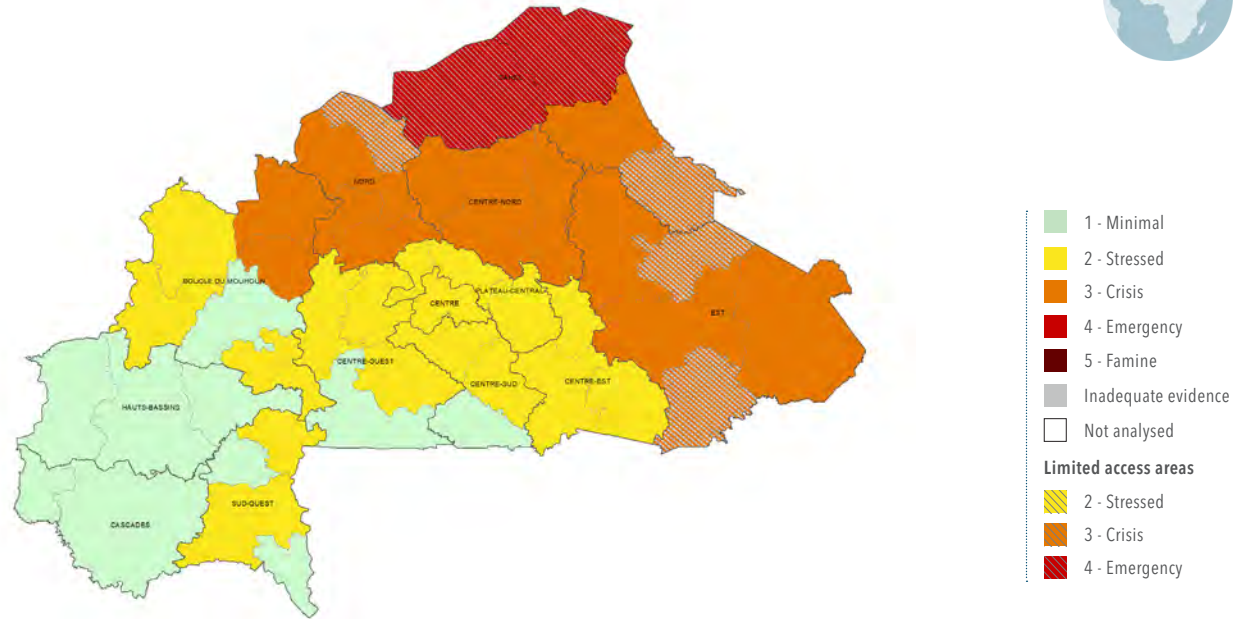 SAHEL
NORD
CENTRE-NORD
BOUCLE DU MOUHOUN
PLATEAU-CENTRAL
CENTRE
EST
CENTRE-OUEST
CENTRE-SUD
CENTRE-EST
HAUTS-BASSINS
SUD-OUEST
CASCADES
1 - Minimal
2 - Stressed
3 - Crisis
4 - Emergency
5 - Famine
Inadequate evidence
Not analysed
Limited access areas
2 - Stressed
3 - Crisis
4 - Emergency